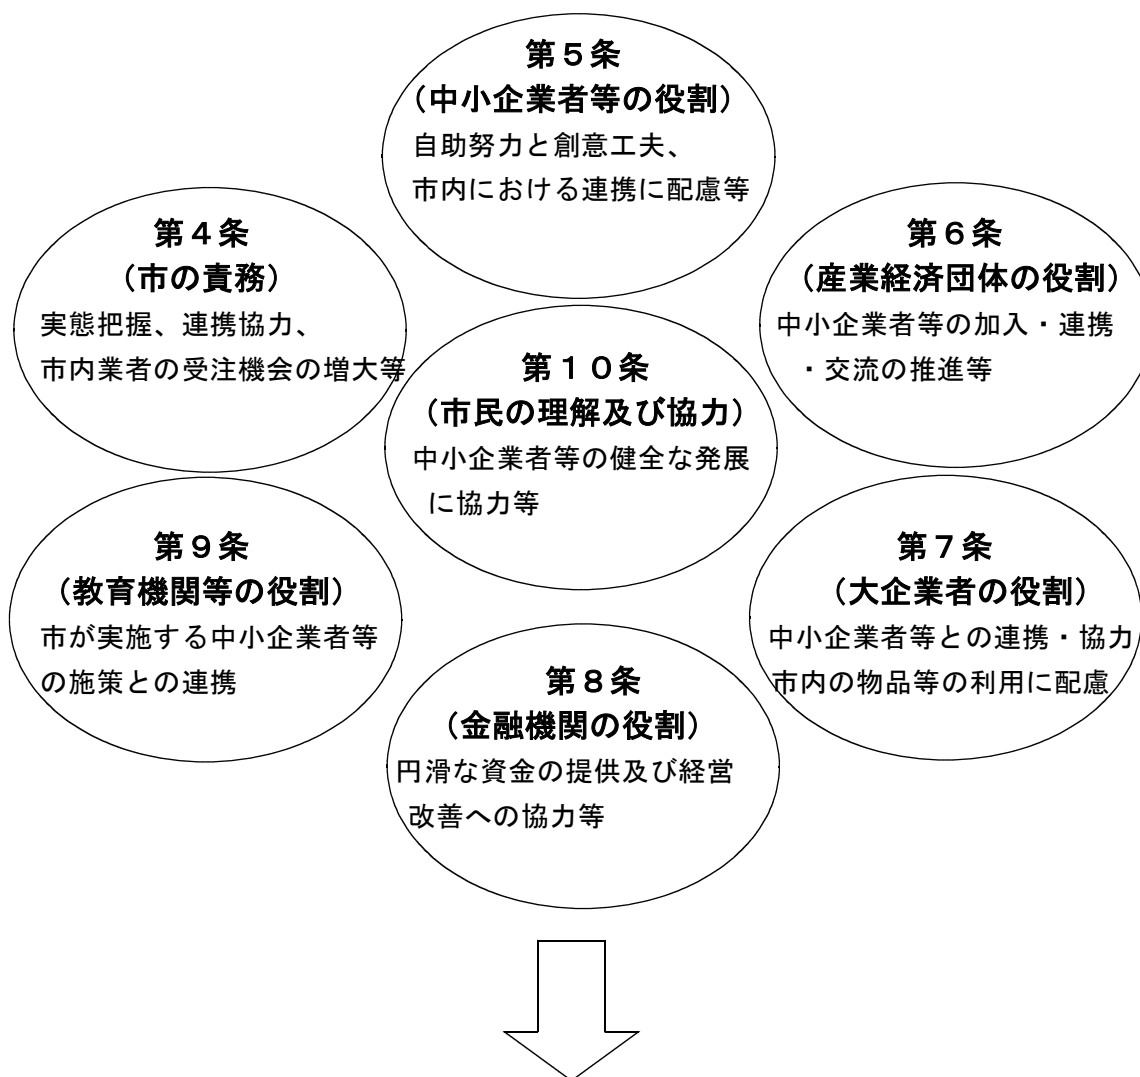 第５条
(中小企業者等の役割)
自助努力と創意工夫、
市内における連携に配慮等
第４条
(市の責務)
実態把握、連携協力、
市内業者の受注機会の増大等
第６条
(産業経済団体の役割)
中小企業者等の加入・連携
・交流の推進等
第１０条
(市民の理解及び協力)
中小企業者等の健全な発展
に協力等
第９条
(教育機関等の役割)
市が実施する中小企業者等
の施策との連携
第７条
(大企業者の役割)
中小企業者等との連携・協力
市内の物品等の利用に配慮
第８条
(金融機関の役割)
円滑な資金の提供及び経営
改善への協力等